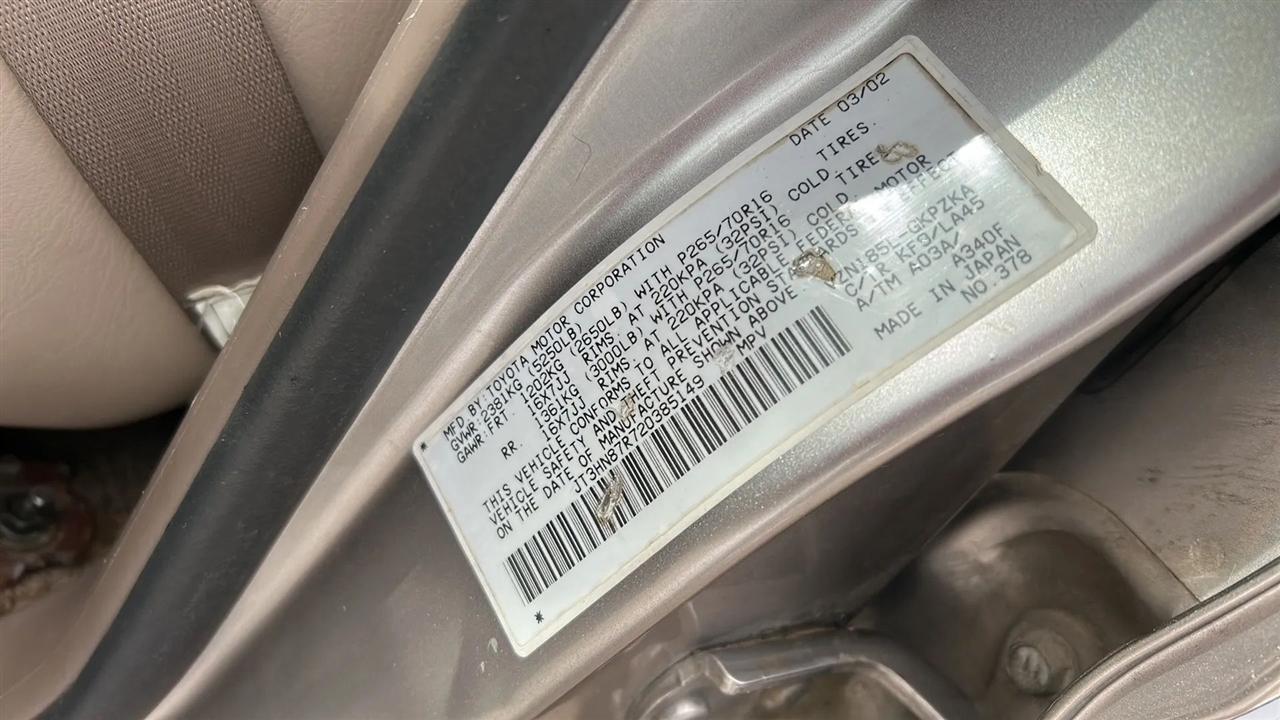 * MFD BY:TOYOTA MOTOR CORPORATION DATE 03/02
GVWR:2381KG (5250LB)
GAWR:FRT. 1202KG (2650LB) WITH P265/70R16
16X7JJ RIMS. AT 220KPA (32PSI) COLD TIRES.
RR. 1361KG (3000LB) WITH P265/70R16
16X7JJ RIMS. AT 220KPA (32PSI) COLD TIRE
THIS VEHICLE CONFORMS TO ALL APPLICABLE FEDERAL MOTOR
VEHICLE SAFETY AND THEFT PREVENTION IN EFFECT
ON THE DATE OF MANUFACTURE SHOWN ABOVE
JT3HN87R720385149 MPV
VZN185L-GKPZKA
C/TR KF9/LA45
A/TM A03A/ A340F
MADE IN JAPAN
NO. 378
*